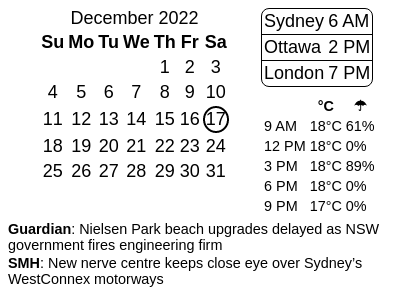 December 2022
Su Mo Tu We Th Fr Sa
1 2 3
4 5 6 7 8 9 10
11 12 13 14 15 16 17
18 19 20 21 22 23 24
25 26 27 28 29 30 31
Sydney 6 AM
Ottawa 2 PM
London 7 PM
°C ☂
9 AM 18°C 61%
12 PM 18°C 0%
3 PM 18°C 89%
6 PM 18°C 0%
9 PM 17°C 0%
Guardian: Nielsen Park beach upgrades delayed as NSW
government fires engineering firm
SMH: New nerve centre keeps close eye over Sydney's
WestConnex motorways